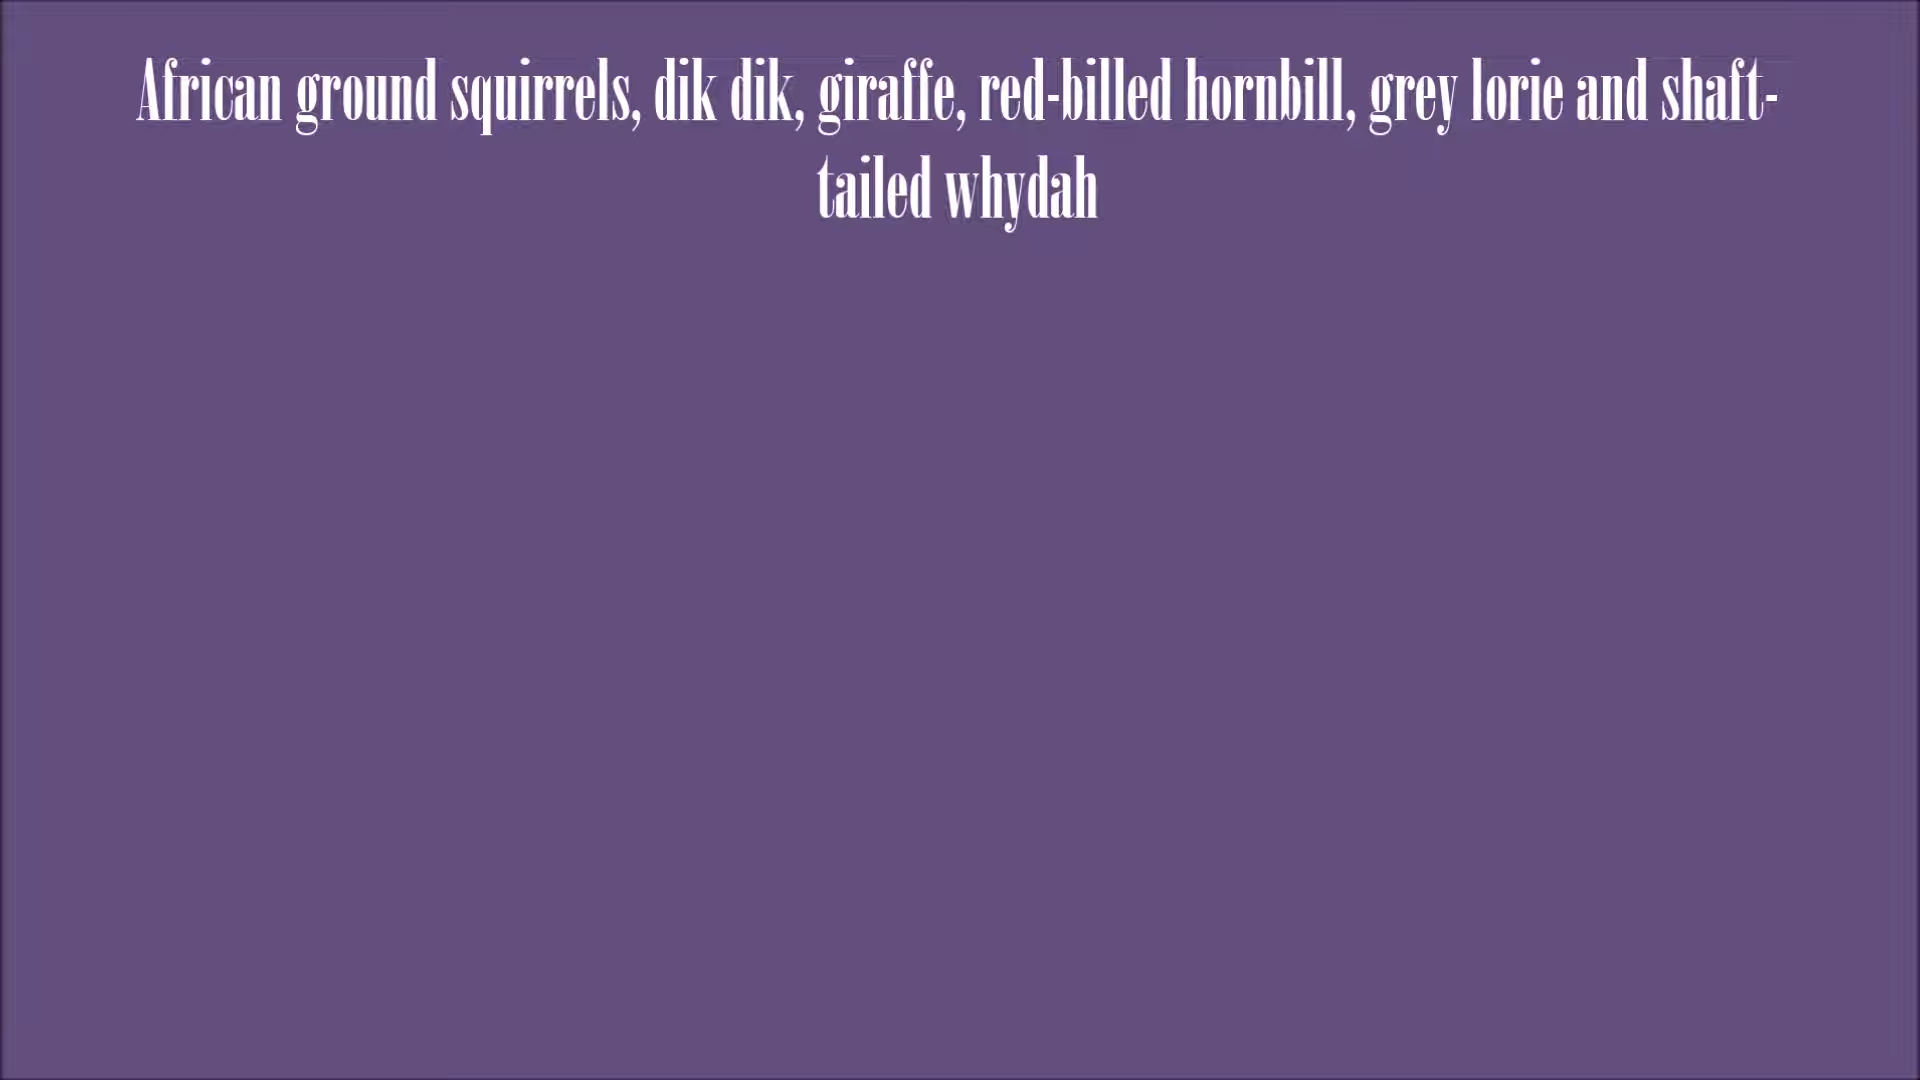 African ground squirrels, dik dik, giraffe, red-billed hornbill, grey lorie and shaft-
tailed whydah